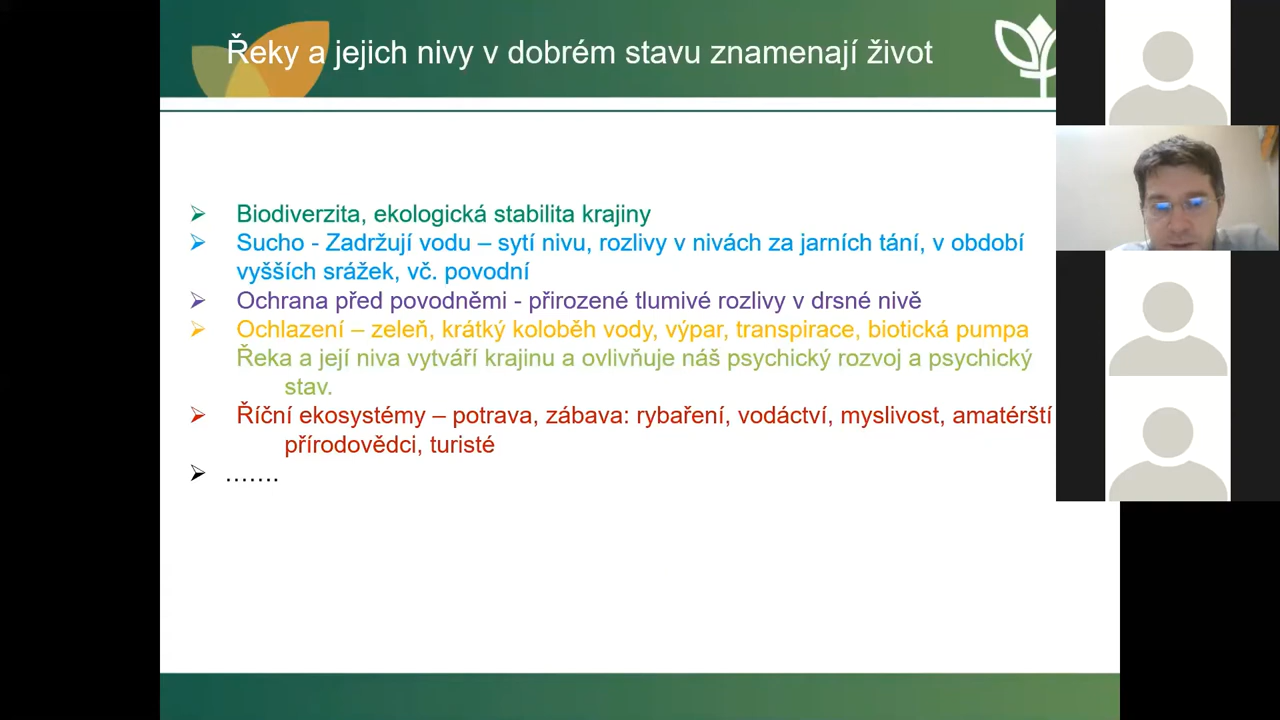 Řeky a jejich nivy v dobrém stavu znamenají život
Biodiverzita, ekologická stabilita krajiny
Sucho - Zadržují vodu – sytí nivu, rozlivy v nivách za jarních tání, v období
vyšších srážek, vč. povodní
Ochrana před povodněmi - přirozené tlumivé rozlivy v drsné nivě
Ochlazení – zeleň, krátký koloběh vody, výpar, transpirace, biotická pumpa
Řeka a její niva vytváří krajinu a ovlivňuje náš psychický rozvoj a psychický
stav.
Říční ekosystémy – potrava, zábava: rybaření, vodáctví, myslivost, amatérští
přírodovědci, turisté
…….